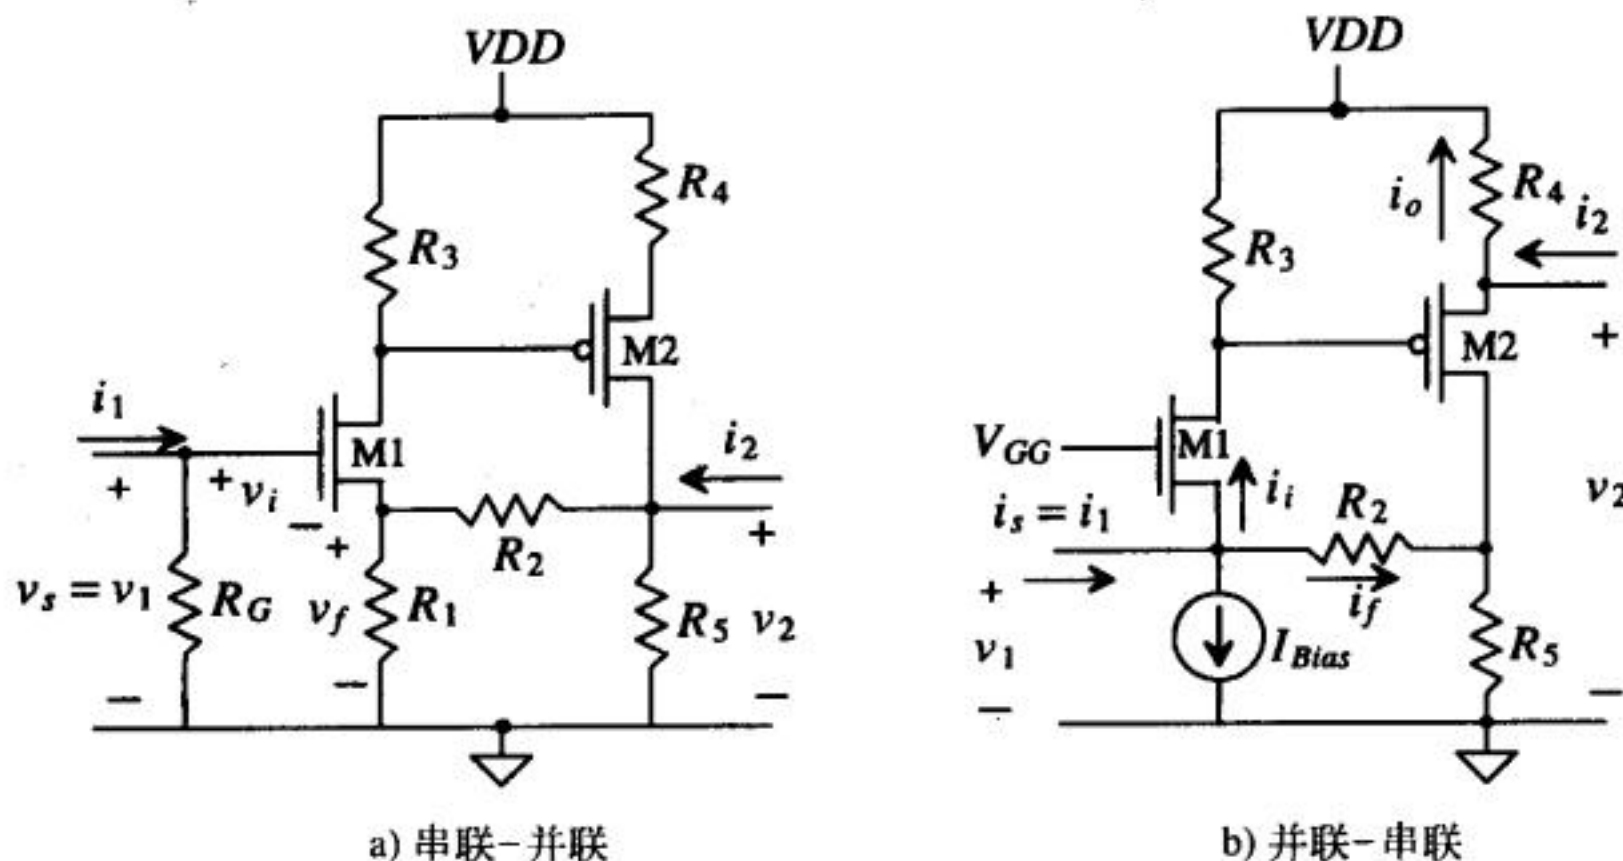 VDD
R4
R3
M2
i1
M1
i2
+
+
vi
−
+
R2
+
vs = v1
RG
vf
R1
R5
v2
−
−
−
a) 串联-并联
VDD
R4
io
i2
R3
M2
+
VGG
M1
ii
v2
is = i1
R2
+
if
v1
IBias
R5
−
−
b) 并联-串联